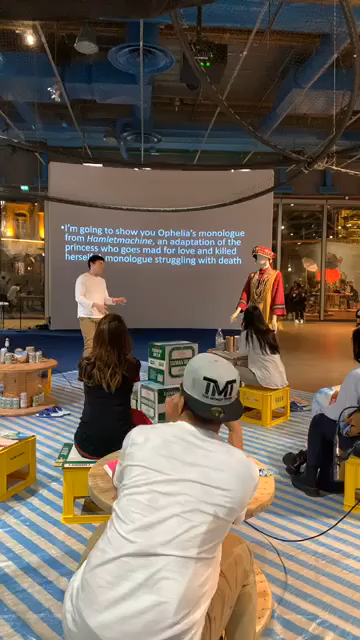 •I'm going to show you Ophelia's monologue
from Hamletmachine, an adaptation of the
princess who goes mad for love and killed
herself monologue struggling with death
TMT